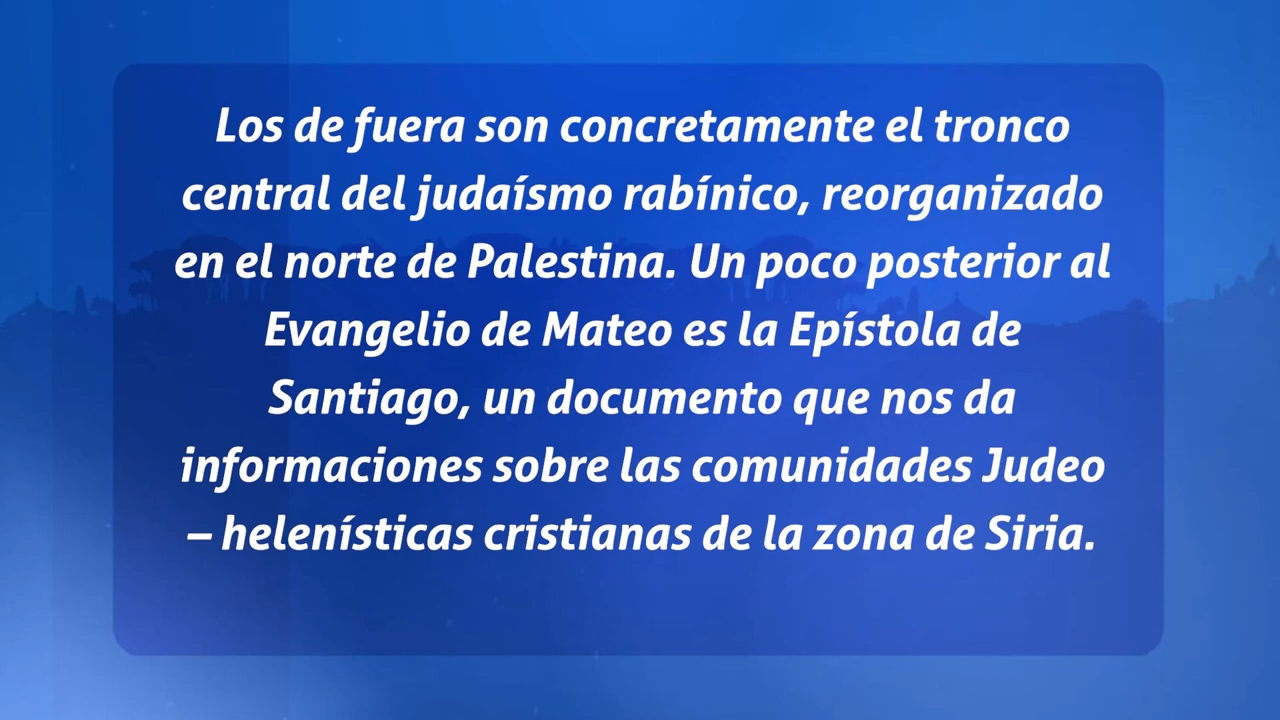 Los de fuera son concretamente el tronco
central del judaísmo rabínico, reorganizado
en el norte de Palestina. Un poco posterior al
Evangelio de Mateo es la Epístola de
Santiago, un documento que nos da
informaciones sobre las comunidades Judeo
– helenísticas cristianas de la zona de Siria.